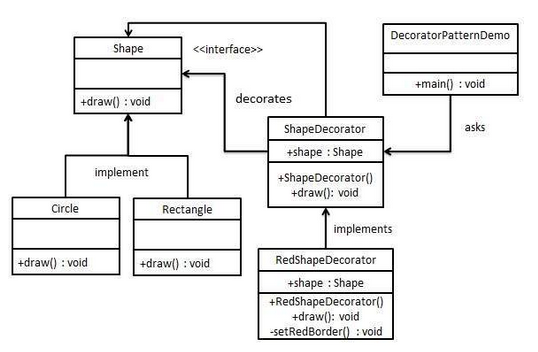 Shape
<<interface>>
DecoratorPatternDemo
+main() : void
+draw() : void
decorates
asks
ShapeDecorator
+shape : Shape
+ShapeDecorator()
+draw(): void
implement
Circle
+draw() : void
Rectangle
+draw() : void
implements
RedShapeDecorator
+shape : Shape
+RedShapeDecorator()
+draw(): void
-setRedBorder() : void